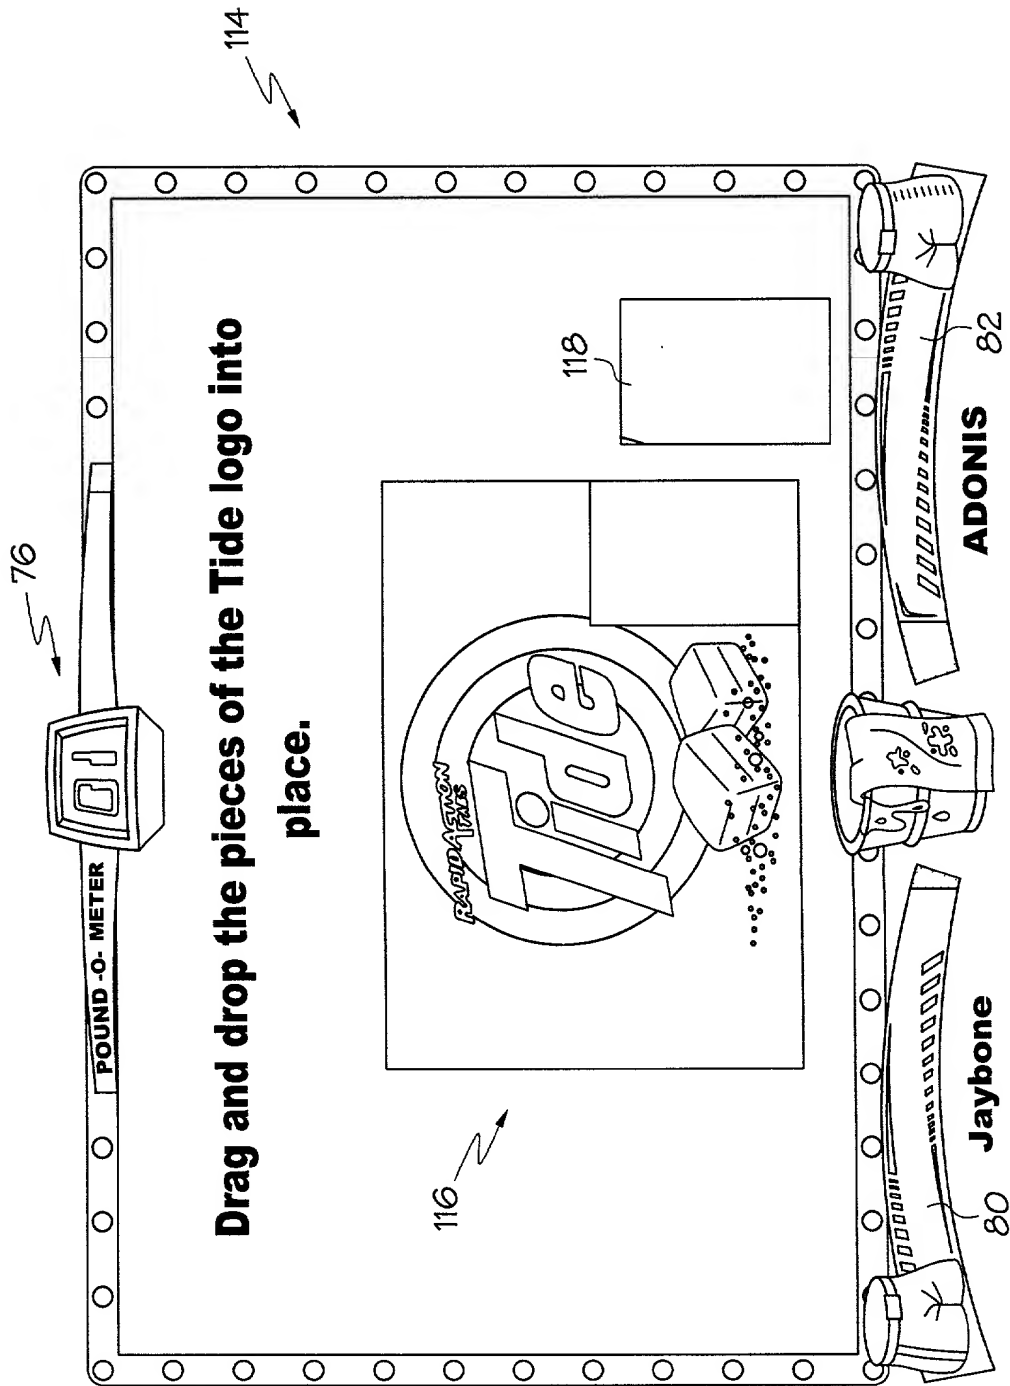 76
114
POUND -O- METER
01
Drag and drop the pieces of the Tide logo into
place.
116
RAPID ACTION
TABS
Tide
118
80
82
Jaybone
ADONIS